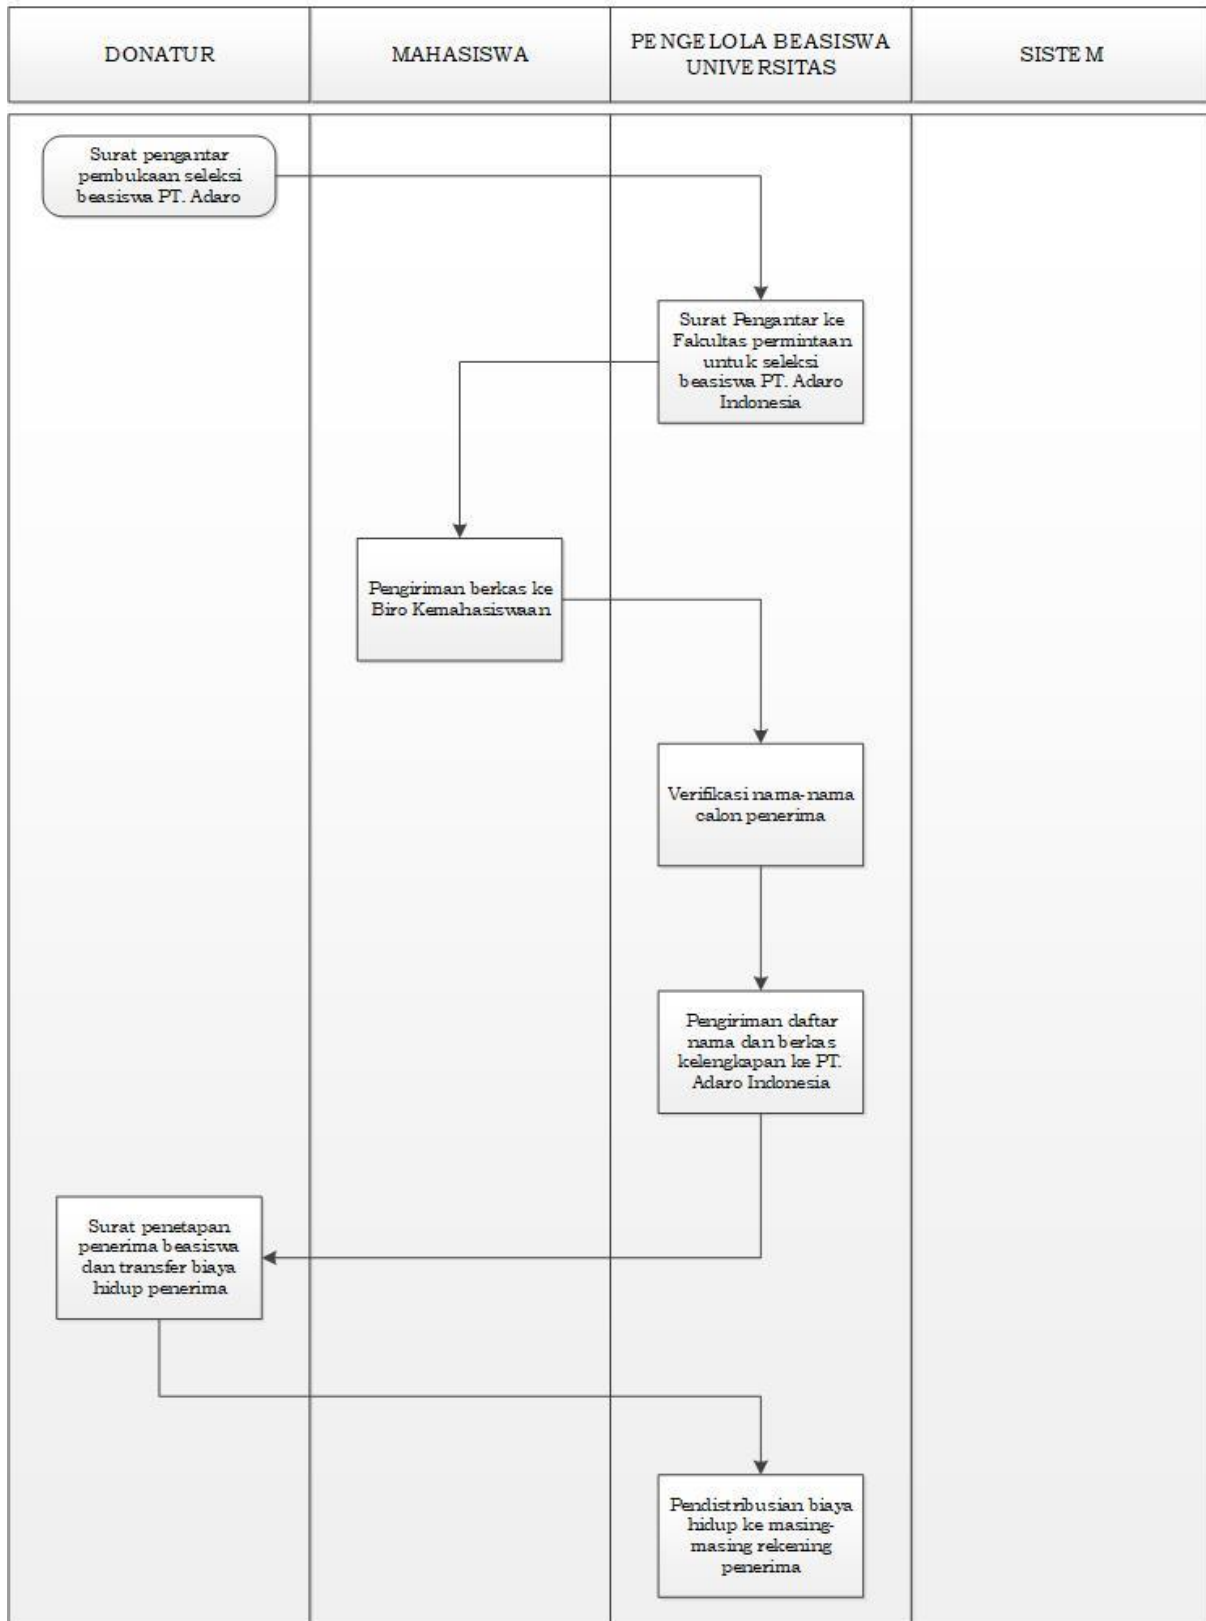 DONATUR
MAHASISWA
PENGELOLA BEASISWA
UNIVERSITAS
SISTEM
Surat pengantar
pembukaan seleksi
beasiswa PT. Adaro
Surat Pengantar ke
Fakultas permintaan
untuk seleksi
beasiswa PT. Adaro
Indonesia
Pengiriman berkas ke
Biro Kemahasiswaan
Verifikasi nama-nama
calon penerima
Pengiriman daftar
nama dan berkas
kelengkapan ke PT.
Adaro Indonesia
Surat penetapan
penerima beasiswa
dan transfer biaya
hidup penerima
Pendistribusian biaya
hidup ke masing-
masing rekening
penerima